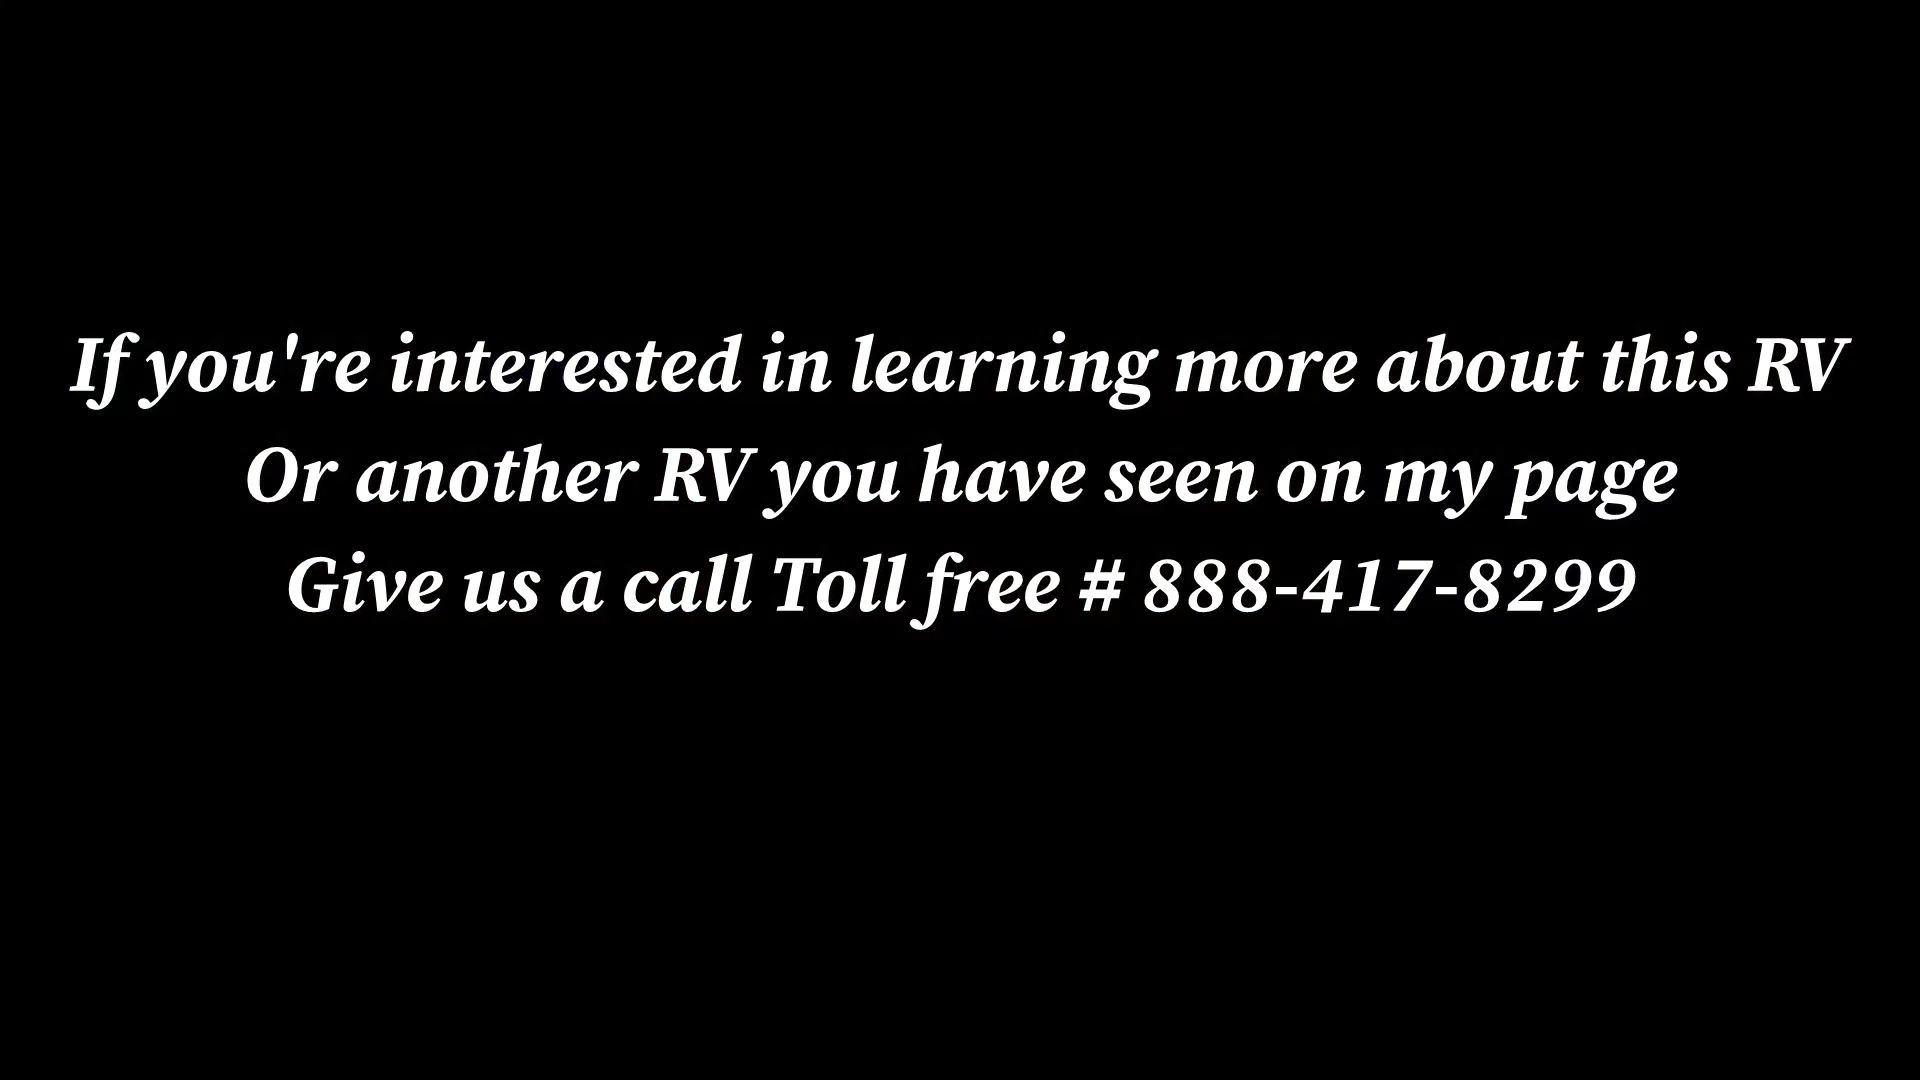 If you're interested in learning more about this RV
Or another RV you have seen on my page
Give us a call Toll free # 888-417-8299